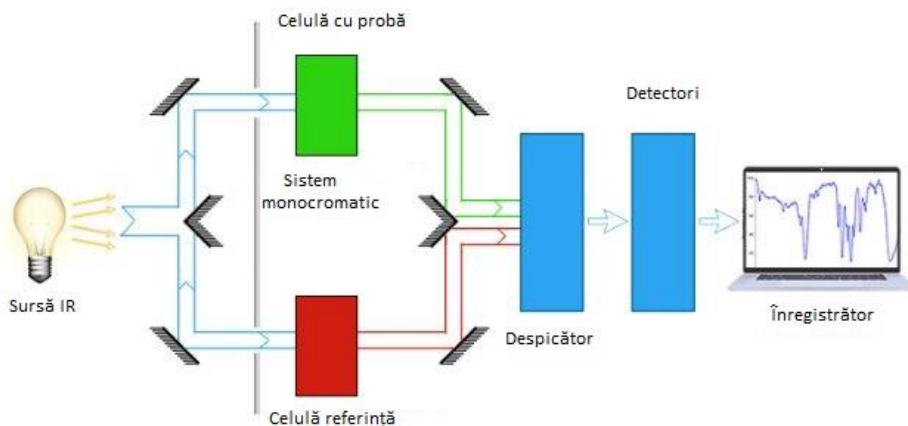 Celulă cu probă
Detectori
Sistem
monocromatic
Sursă IR
Înregistrător
Despicător
Celulă referință